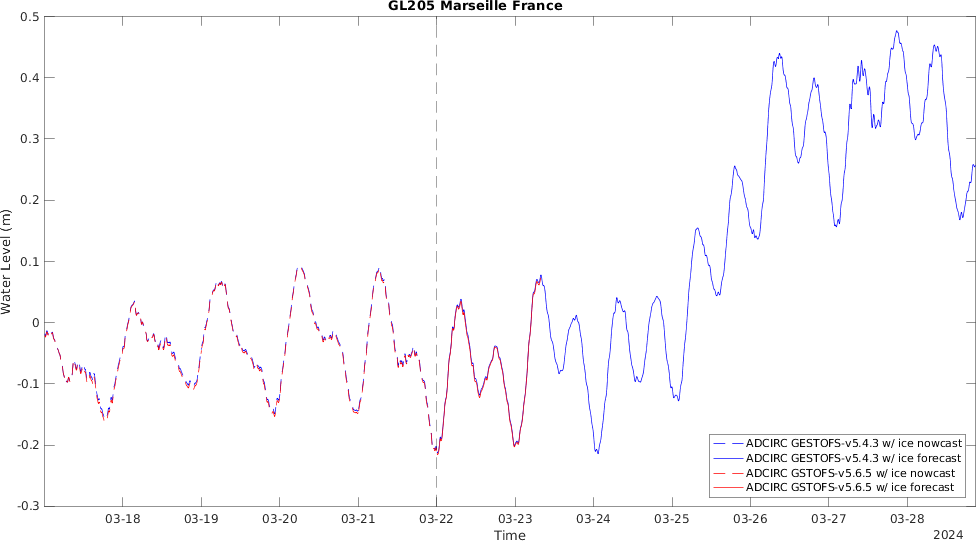 GL205 Marseille France
0.5
0.4
0.3
0.2
0.1
0
-0.1
-0.2
-0.3
Water Level (m)
03-18 03-19 03-20 03-21 03-22 03-23 03-24 03-25 03-26 03-27 03-28
Time
2024
ADCIRC GESTOFS-v5.4.3 w/ ice nowcast
ADCIRC GESTOFS-v5.4.3 w/ ice forecast
ADCIRC GSTOFS-v5.6.5 w/ ice nowcast
ADCIRC GSTOFS-v5.6.5 w/ ice forecast